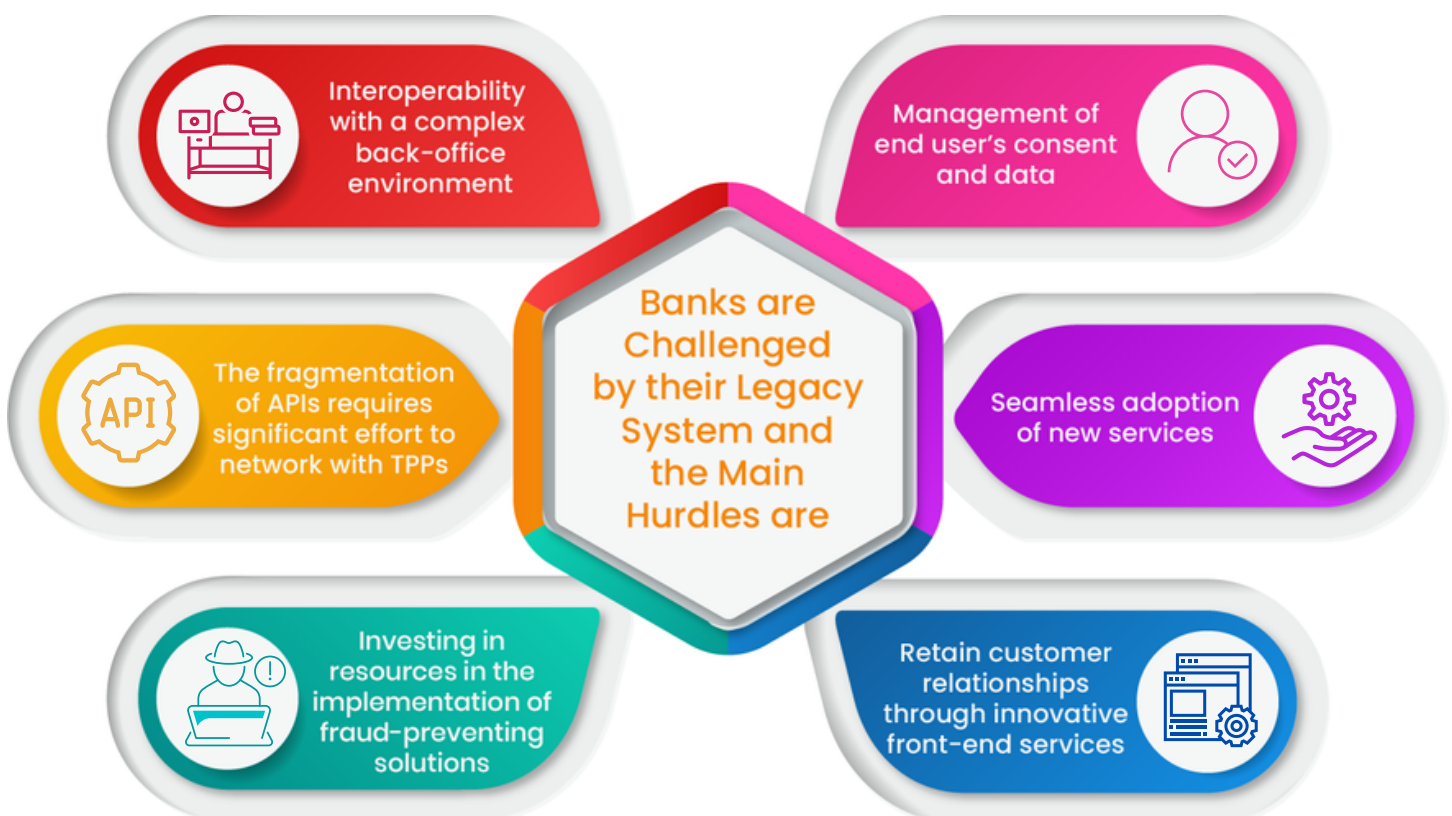 Interoperability
with a complex
back-office
environment
Management of
end user's consent
and data
API
The fragmentation
of APIs requires
significant effort to
network with TPPs
Banks are
Challenged
by their Legacy
System and
the Main
Hurdles are
Seamless adoption
of new services
Investing in
resources in the
implementation of
fraud-preventing
solutions
Retain customer
relationships
through innovative
front-end services